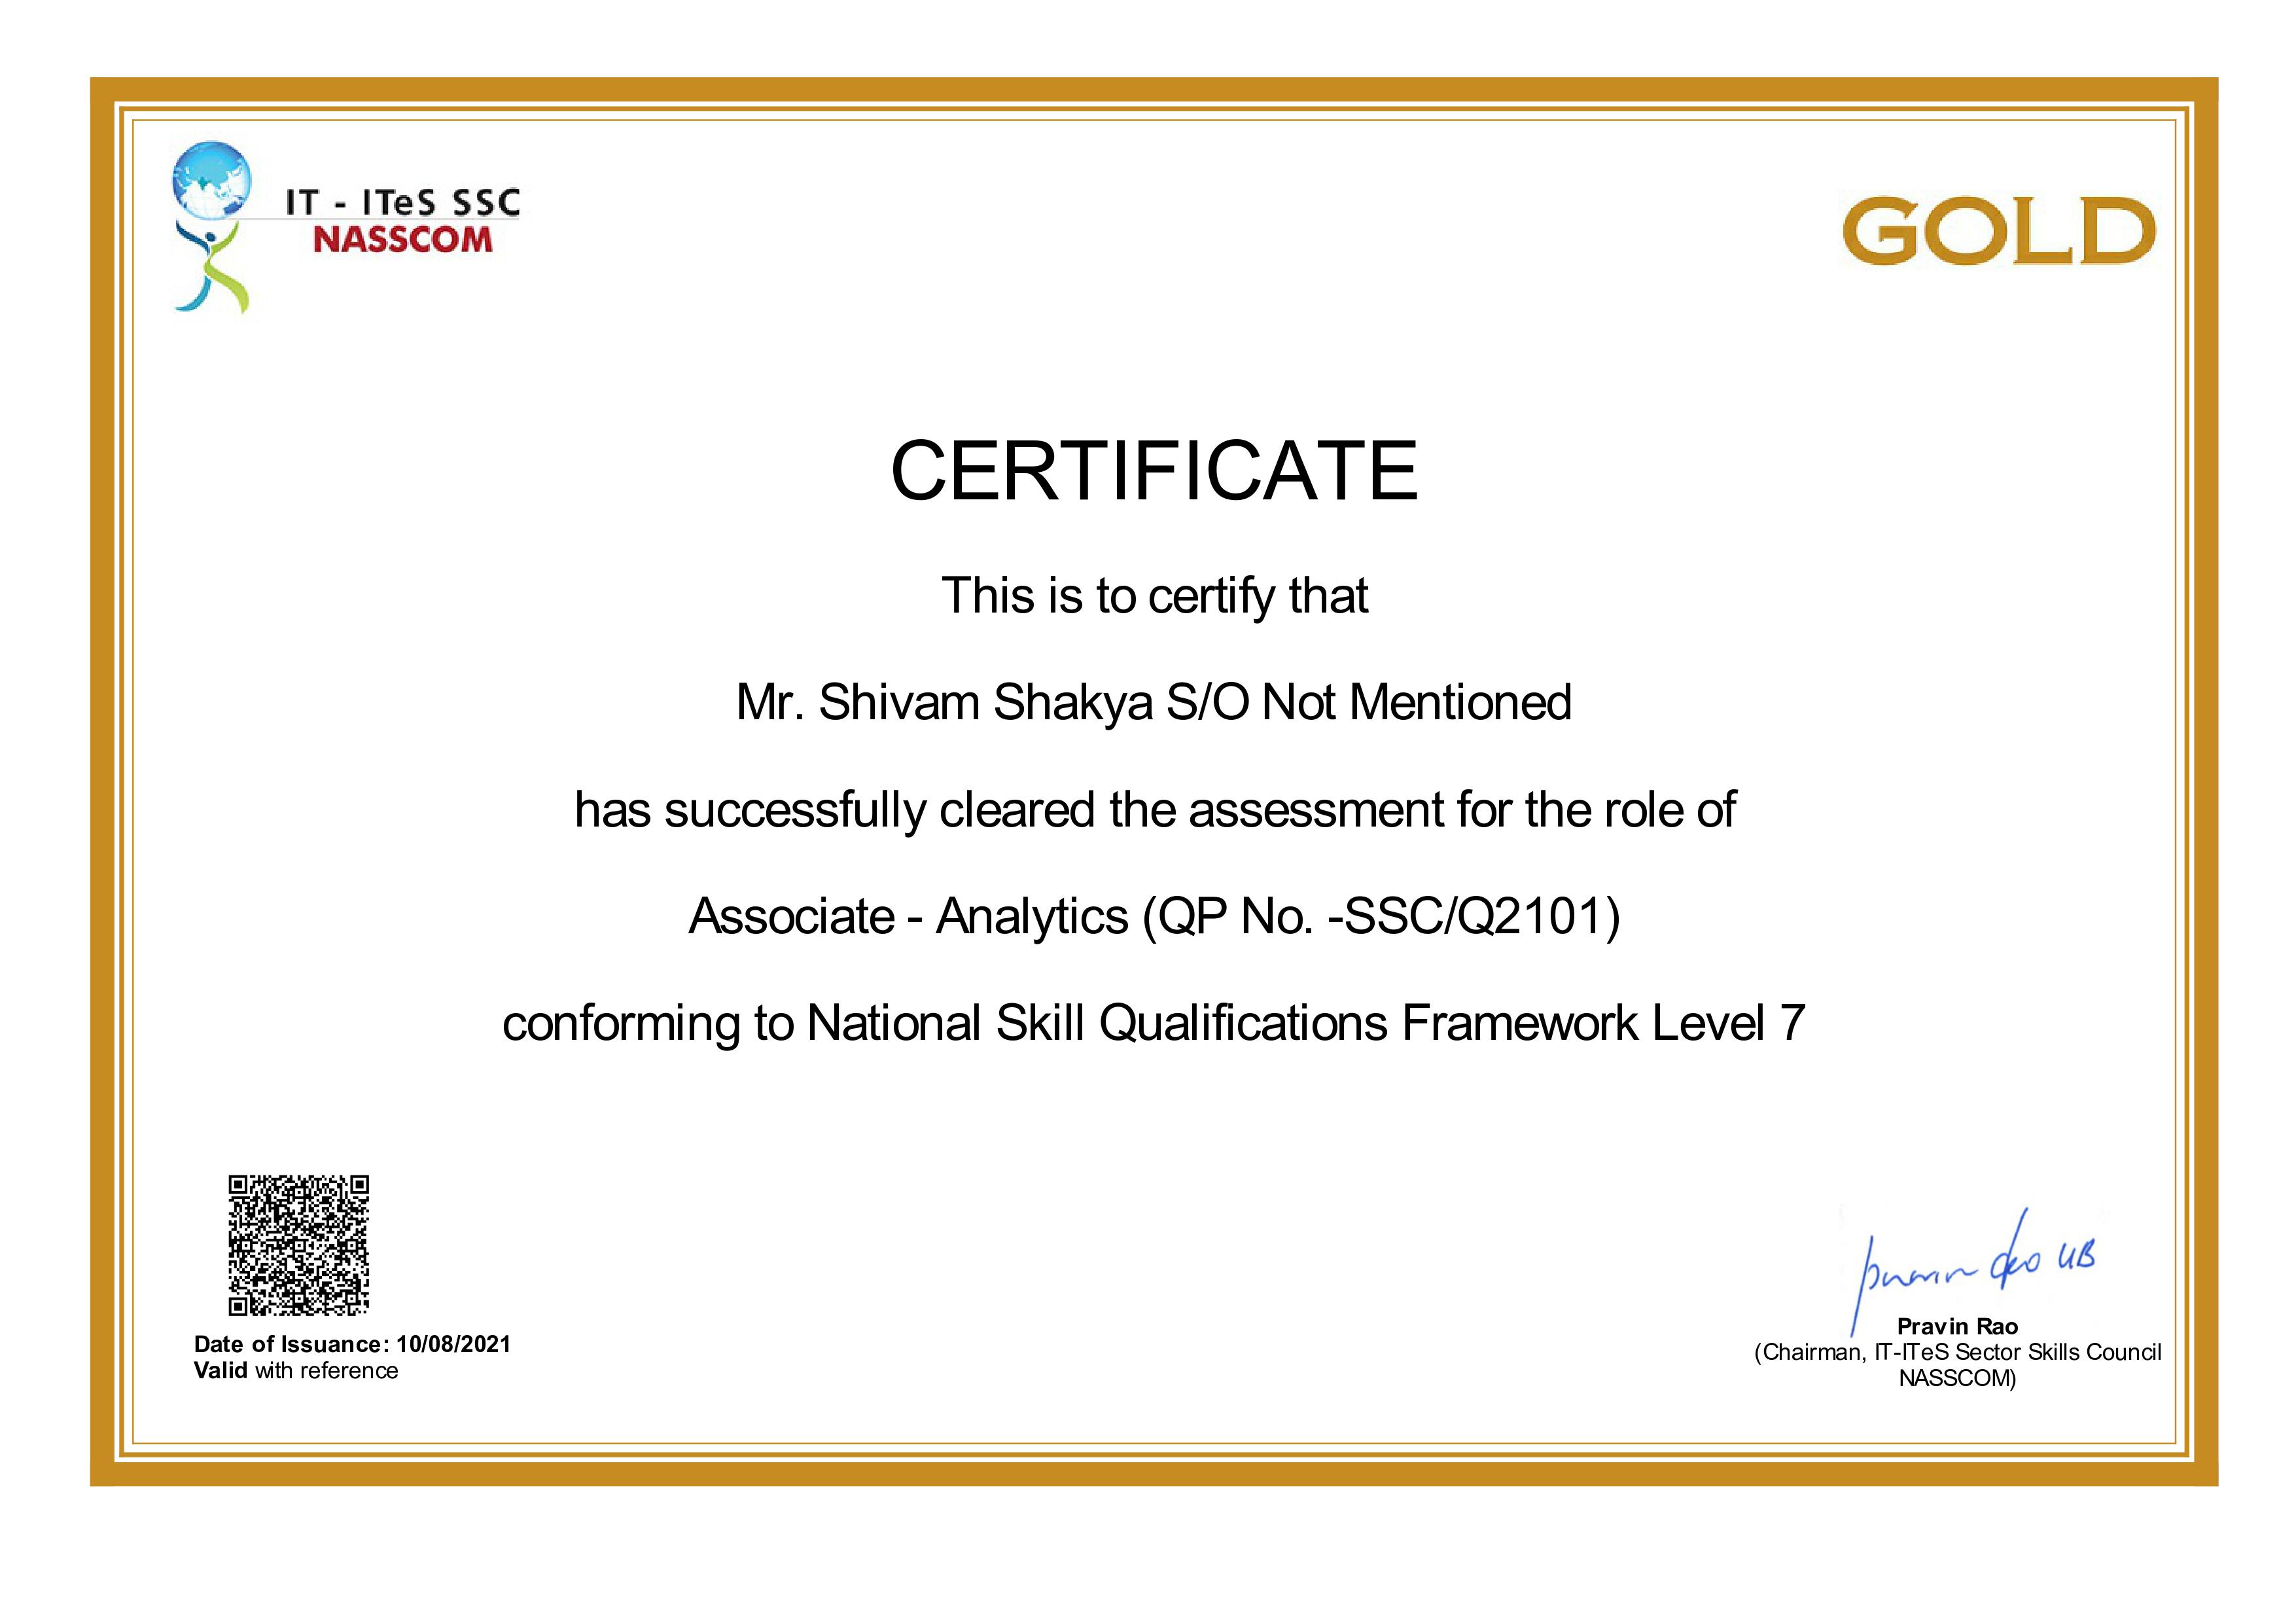 IT - ITeS SSC
NASSCOM
GOLD
CERTIFICATE
This is to certify that
Mr. Shivam Shakya S/O Not Mentioned
has successfully cleared the assessment for the role of
Associate - Analytics (QP No. -SSC/Q2101)
conforming to National Skill Qualifications Framework Level 7
Date of Issuance: 10/08/2021
Valid with reference
Pravin Rao UB
Pravin Rao
(Chairman, IT-ITeS Sector Skills Council
NASSCOM)